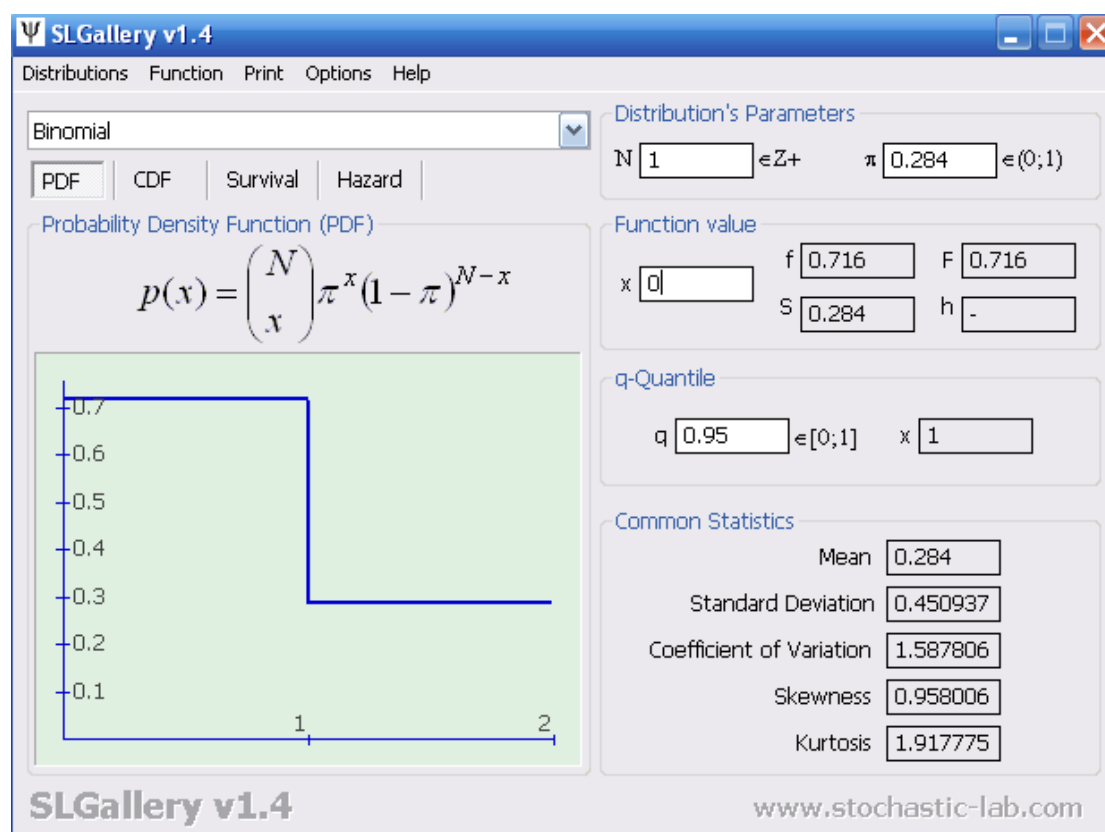 Ψ SLGallery v1.4
Distributions Function Print Options Help
Binomial
PDF CDF Survival Hazard
Probability Density Function (PDF)
p(x) = (N x) π^x (1 − π)^N−x
0.7
0.6
0.5
0.4
0.3
0.2
0.1
1 2
Distribution's Parameters
N 1 ∈Z+ π 0.284 ∈(0;1)
Function value
x 0 f 0.716 F 0.716
S 0.284 h -
q-Quantile
q 0.95 ∈[0;1] x 1
Common Statistics
Mean 0.284
Standard Deviation 0.450937
Coefficient of Variation 1.587806
Skewness 0.958006
Kurtosis 1.917775
SLGallery v1.4 www.stochastic-lab.com